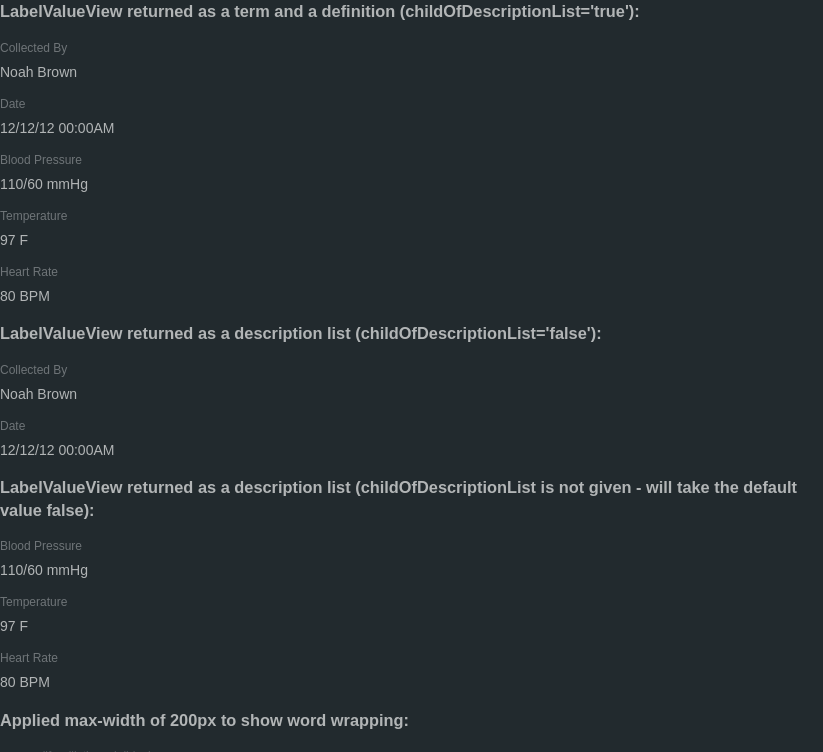 LabelValueView returned as a term and a definition (childOfDescriptionList='true'):
Collected By
Noah Brown
Date
12/12/12 00:00AM
Blood Pressure
110/60 mmHg
Temperature
97 F
Heart Rate
80 BPM
LabelValueView returned as a description list (childOfDescriptionList='false'):
Collected By
Noah Brown
Date
12/12/12 00:00AM
LabelValueView returned as a description list (childOfDescriptionList is not given - will take the default
value false):
Blood Pressure
110/60 mmHg
Temperature
97 F
Heart Rate
80 BPM
Applied max-width of 200px to show word wrapping: